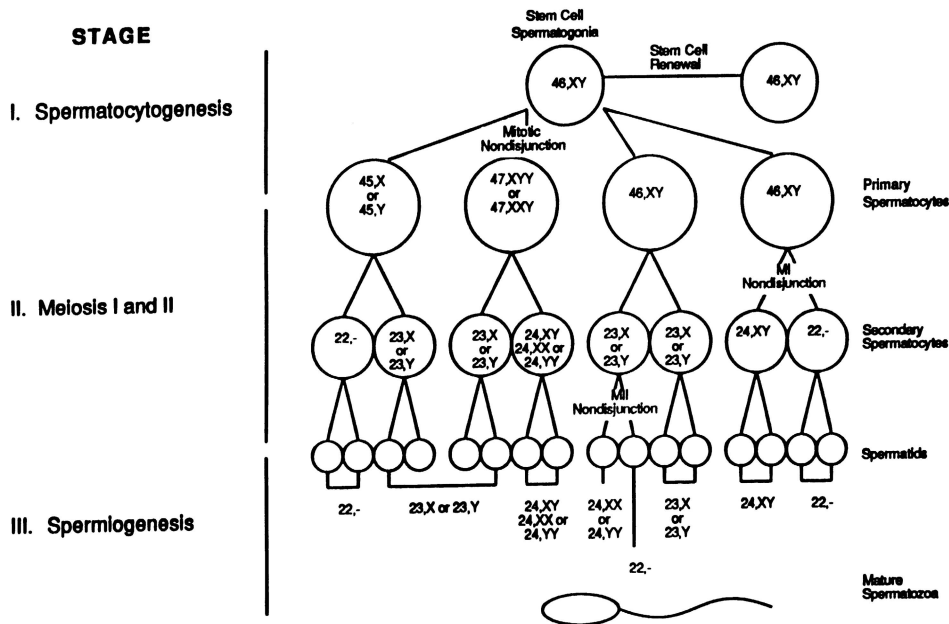 STAGE
Stem Cell
Spermatogonia
46,XY
Stem Cell
Renewal
46,XY
I. Spermatocytogenesis
Mitotic
Nondisjunction
45,X
or
45,Y
47,XYY
or
47,XXY
46,XY
46,XY
Primary
Spermatocytes
MI
Nondisjunction
II. Meiosis I and II
22,-
23,X
or
23,Y
23,X
or
23,Y
24,XY
24,XX or
24,YY
23,X
or
23,Y
23,X
or
23,Y
24,XY
22,-
Secondary
Spermatocytes
MII
Nondisjunction
Spermatids
III. Spermiogenesis
22,-
23,X or 23,Y
24,XY
24,XX or
24,YY
24,XX
or
24,YY
22,-
23,X
or
23,Y
24,XY
22,-
Mature
Spermatozoa